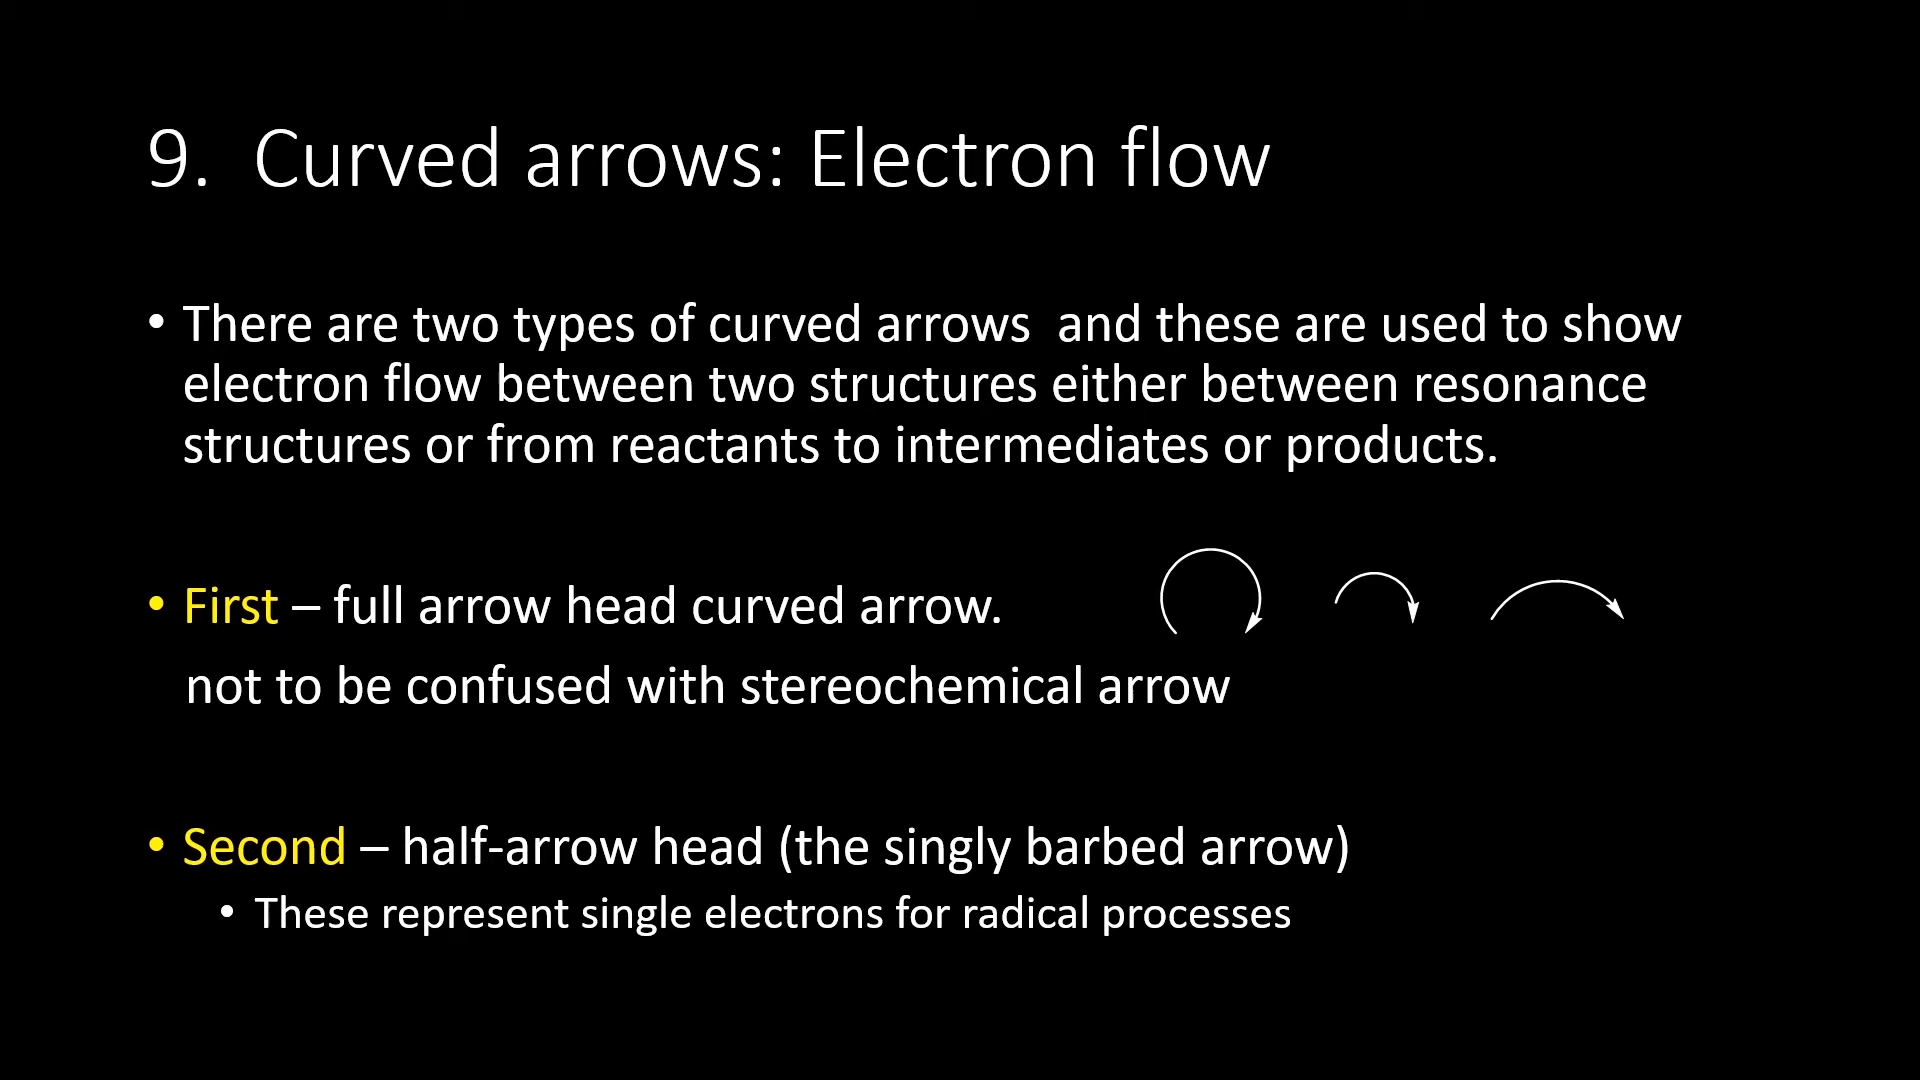 9. Curved arrows: Electron flow
• There are two types of curved arrows  and these are used to show
electron flow between two structures either between resonance
structures or from reactants to intermediates or products.
• First – full arrow head curved arrow.
not to be confused with stereochemical arrow
• Second – half-arrow head (the singly barbed arrow)
• These represent single electrons for radical processes